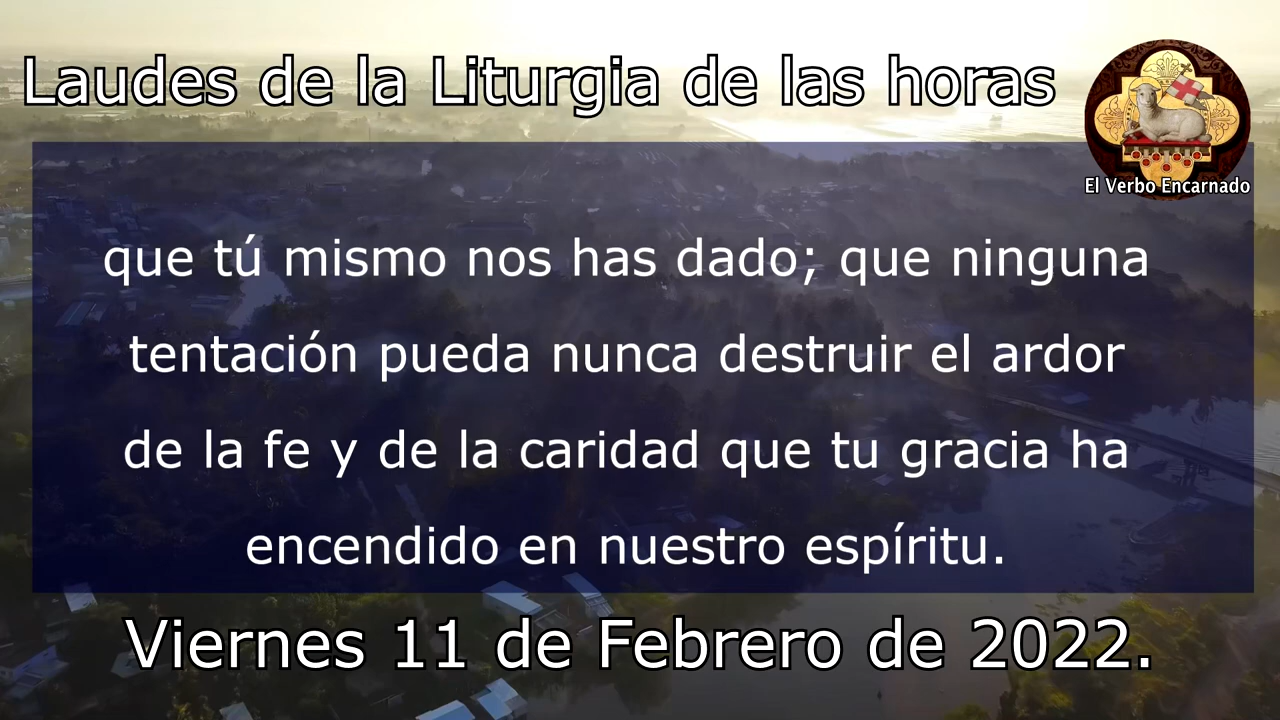 Laudes de la Liturgia de las horas
El Verbo Encarnado
que tú mismo nos has dado; que ninguna
tentación pueda nunca destruir el ardor
de la fe y de la caridad que tu gracia ha
encendido en nuestro espíritu.
Viernes 11 de Febrero de 2022.